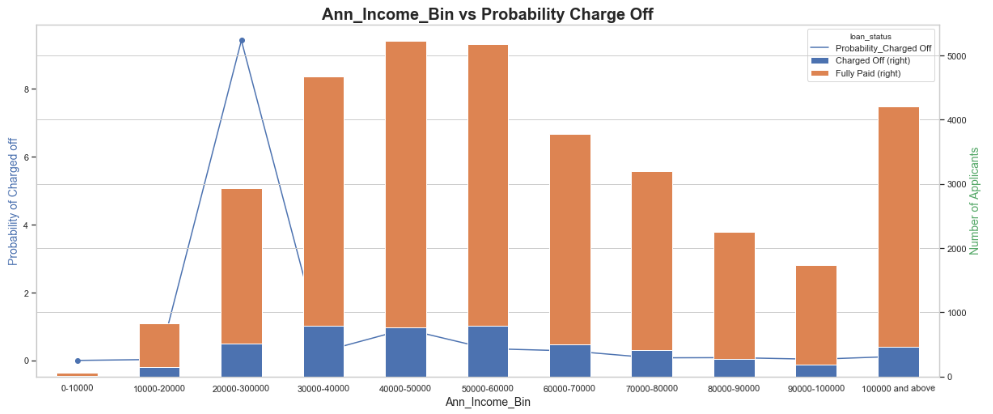 Ann_Income_Bin vs Probability Charge Off
loan_status
Probability_Charged Off
Charged Off (right)
Fully Paid (right)
Probability of Charged off
8
6
4
2
0
Number of Applicants
5000
4000
3000
2000
1000
0
0-10000
10000-20000
20000-300000
30000-40000
40000-50000
50000-60000
60000-70000
70000-80000
80000-90000
90000-100000
100000 and above
Ann_Income_Bin